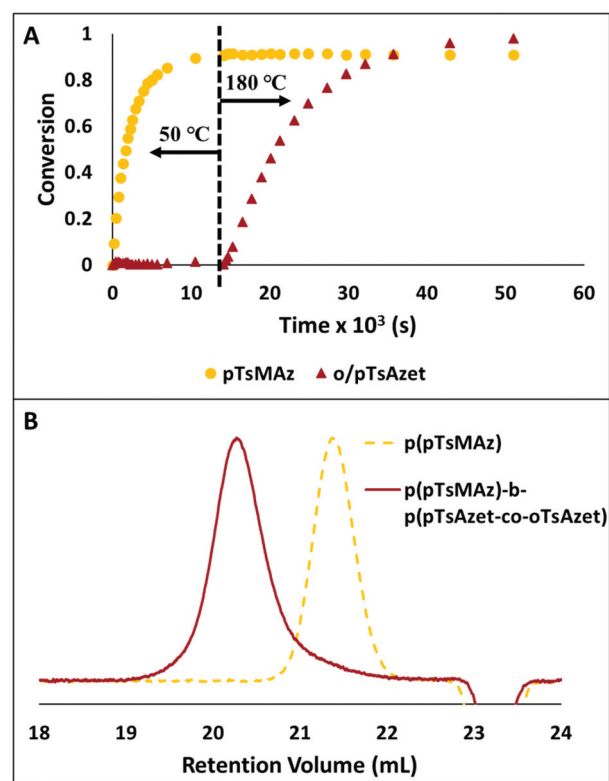 A
Conversion
1
0.8
0.6
0.4
0.2
0
180 °C
50 °C
0 10 20 30 40 50 60
Time x 10³ (s)
pTsMAz o/pTsAzet
B
p(pTsMAz)
p(pTsMAz)-b-
p(pTsAzet-co-oTsAzet)
18 19 20 21 22 23 24
Retention Volume (mL)